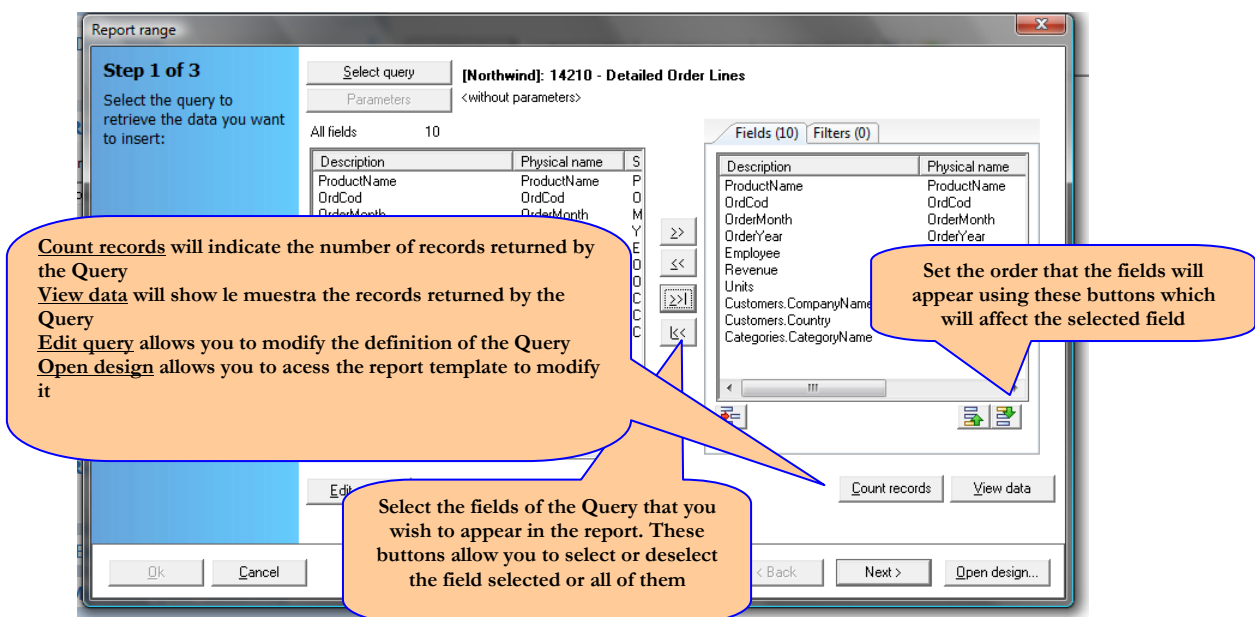 Report range
Step 1 of 3
Select the query to
retrieve the data you want
to insert:
Select query
[Northwind]: 14210 - Detailed Order Lines
Parameters
<without parameters>
All fields 10
Description Physical name S
ProductName ProductName P
OrdCod OrdCod O
OrderMonth OrderMonth M
Y
E
O
O
C
C
C
>>
<<
>>|
|<<
Fields (10) Filters (0)
Description Physical name
ProductName ProductName
OrdCod OrdCod
OrderMonth OrderMonth
OrderYear OrderYear
Employee
Revenue
Units
Customers.CompanyName
Customers.Country
Categories.CategoryName
Count records will indicate the number of records returned by
the Query
View data will show le muestra the records returned by the
Query
Edit query allows you to modify the definition of the Query
Open design allows you to acess the report template to modify
it
Set the order that the fields will
appear using these buttons which
will affect the selected field
Select the fields of the Query that you
wish to appear in the report. These
buttons allow you to select or deselect
the field selected or all of them
Count records View data
Ok Cancel < Back Next > Open design...